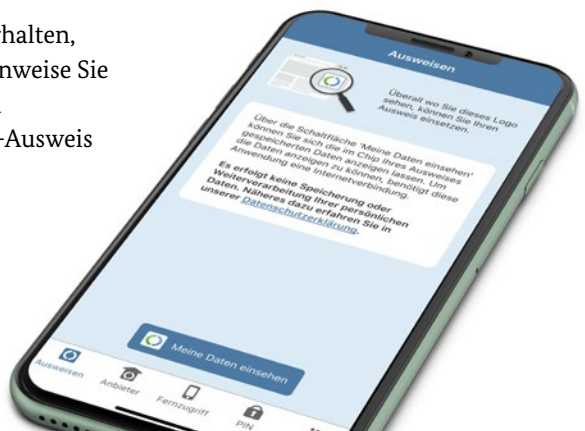 halten,
nweise Sie
-Ausweis
Ausweisen
Überall wo Sie dieses Logo
sehen, können Sie Ihren
Ausweis einsetzen.
Über die Schaltfläche 'Meine Daten einsehen'
können Sie sich die im Chip Ihres Ausweises
gespeicherten Daten anzeigen lassen. Um
die Daten anzeigen zu können, benötigt diese
Anwendung eine Internetverbindung.
Es erfolgt keine Speicherung oder
Weiterverarbeitung Ihrer persönlichen
Daten. Näheres dazu erfahren Sie in
unserer Datenschutzerklärung.
Meine Daten einsehen
Ausweisen
Anbieter
Fernzugriff
PIN